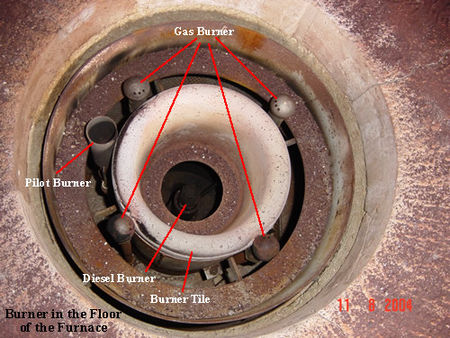 Gas Burner
Pilot Burner
Diesel Burner
Burner Tile
Burner in the Floor
of the Furnace
11 8 2004